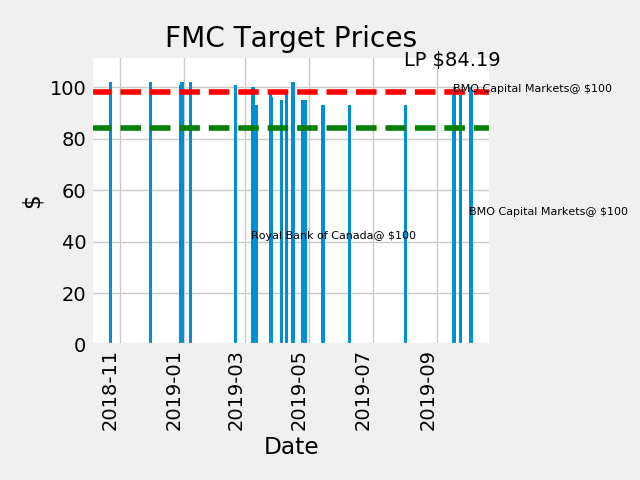 FMC Target Prices
LP $84.19
BMO Capital Markets@ $100
BMO Capital Markets@ $100
Royal Bank of Canada@ $100
$
100
80
60
40
20
0
2018-11
2019-01
2019-03
2019-05
2019-07
2019-09
Date